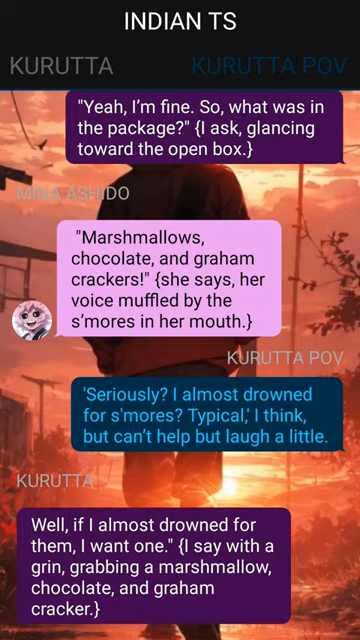 INDIAN TS
KURUTTA KURUTTA POV
"Yeah, I'm fine. So, what was in
the package?" {I ask, glancing
toward the open box.}
MINA ASHIDO
"Marshmallows,
chocolate, and graham
crackers!" {she says, her
voice muffled by the
s'mores in her mouth.}
KURUTTA POV
'Seriously? I almost drowned
for s'mores? Typical,' I think,
but can't help but laugh a little.
KURUTTA
Well, if I almost drowned for
them, I want one." {I say with a
grin, grabbing a marshmallow,
chocolate, and graham
cracker.}